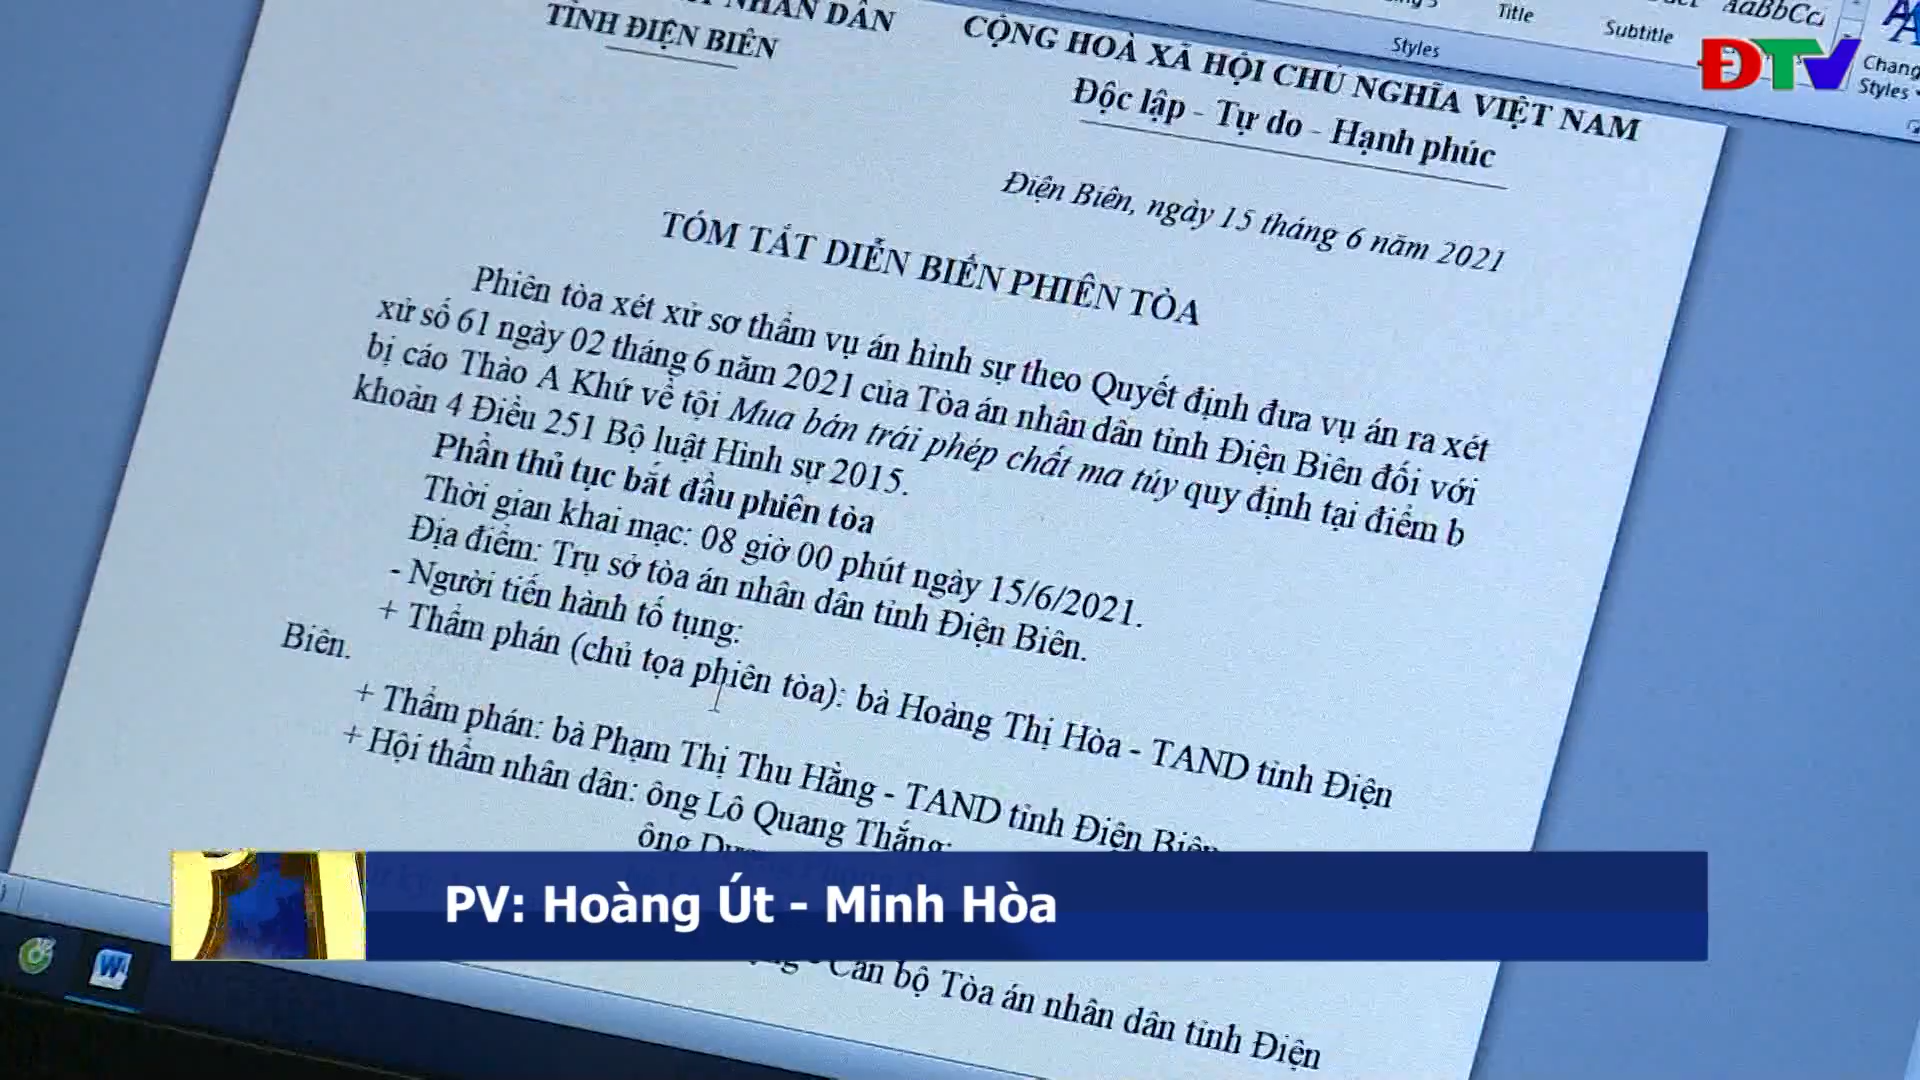 NHÂN DÂN
TỈNH ĐIỆN BIÊN
CỘNG HOÀ XÃ HỘI CHỦ NGHĨA VIỆT NAM
Độc lập - Tự do - Hạnh phúc
Điện Biên, ngày 15 tháng 6 năm 2021
TÓM TẮT DIỄN BIẾN PHIÊN TÒA
Phiên tòa xét xử sơ thẩm vụ án hình sự theo Quyết định đưa vụ án ra xét
xử số 61 ngày 02 tháng 6 năm 2021 của Tòa án nhân dân tỉnh Điện Biên đối với
bị cáo Thào A Khứ về tội Mua bán trái phép chất ma túy quy định tại điểm b
khoản 4 Điều 251 Bộ luật Hình sự 2015.
Phần thủ tục bắt đầu phiên tòa
Thời gian khai mạc: 08 giờ 00 phút ngày 15/6/2021.
Địa điểm: Trụ sở tòa án nhân dân tỉnh Điện Biên.
- Người tiến hành tố tụng:
+ Thẩm phán (chủ tọa phiên tòa): bà Hoàng Thị Hòa - TAND tỉnh Điện
Biên.
+ Thẩm phán: bà Phạm Thị Thu Hằng - TAND tỉnh Điện Biên
+ Hội thẩm nhân dân: ông Lô Quang Thắng;
ông
- Cán bộ Tòa án nhân dân tỉnh Điện
Title
Subtitle
AaBbCcI
Styles
Chang
Styles
ĐTV
PV: Hoàng Út - Minh Hòa
W